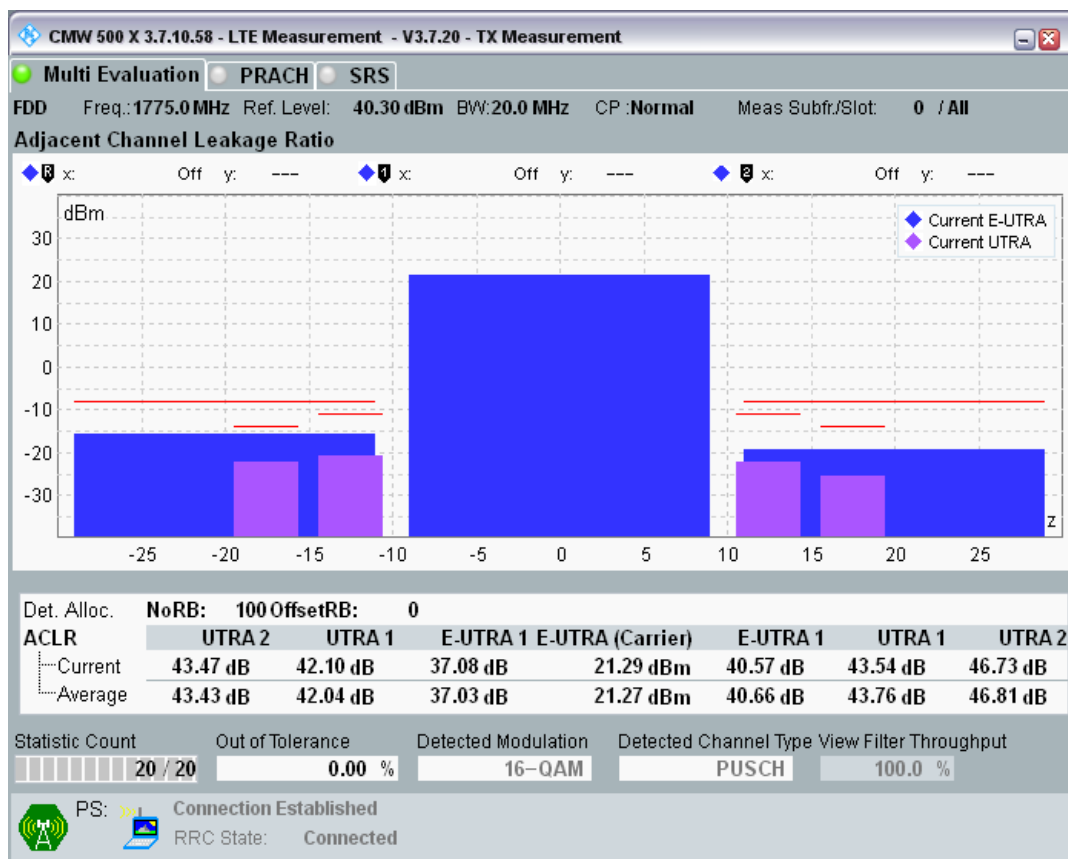 CMW 500 X 3.7.10.58 - LTE Measurement - V3.7.20 - TX Measurement
Multi Evaluation PRACH SRS
FDD Freq.: 1775.0 MHz Ref. Level: 40.30 dBm BW: 20.0 MHz CP : Normal Meas Subfr./Slot: 0 / All
Adjacent Channel Leakage Ratio
R x: Off y: --- 1 x: Off y: --- 2 x: Off y: ---
dBm
Current E-UTRA
Current UTRA
30
20
10
0
-10
-20
-30
z
-25 -20 -15 -10 -5 0 5 10 15 20 25
Det. Alloc. NoRB: 100 OffsetRB: 0
ACLR UTRA 2 UTRA 1 E-UTRA 1 E-UTRA (Carrier) E-UTRA 1 UTRA 1 UTRA 2
Current 43.47 dB 42.10 dB 37.08 dB 21.29 dBm 40.57 dB 43.54 dB 46.73 dB
Average 43.43 dB 42.04 dB 37.03 dB 21.27 dBm 40.66 dB 43.76 dB 46.81 dB
Statistic Count Out of Tolerance Detected Modulation Detected Channel Type View Filter Throughput
20 / 20 0.00 % 16-QAM PUSCH 100.0 %
PS: Connection Established
RRC State: Connected